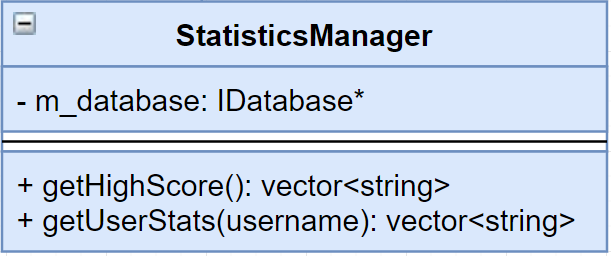 StatisticsManager
- m_database: IDatabase*
+ getHighScore(): vector<string>
+ getUserStats(username): vector<string>